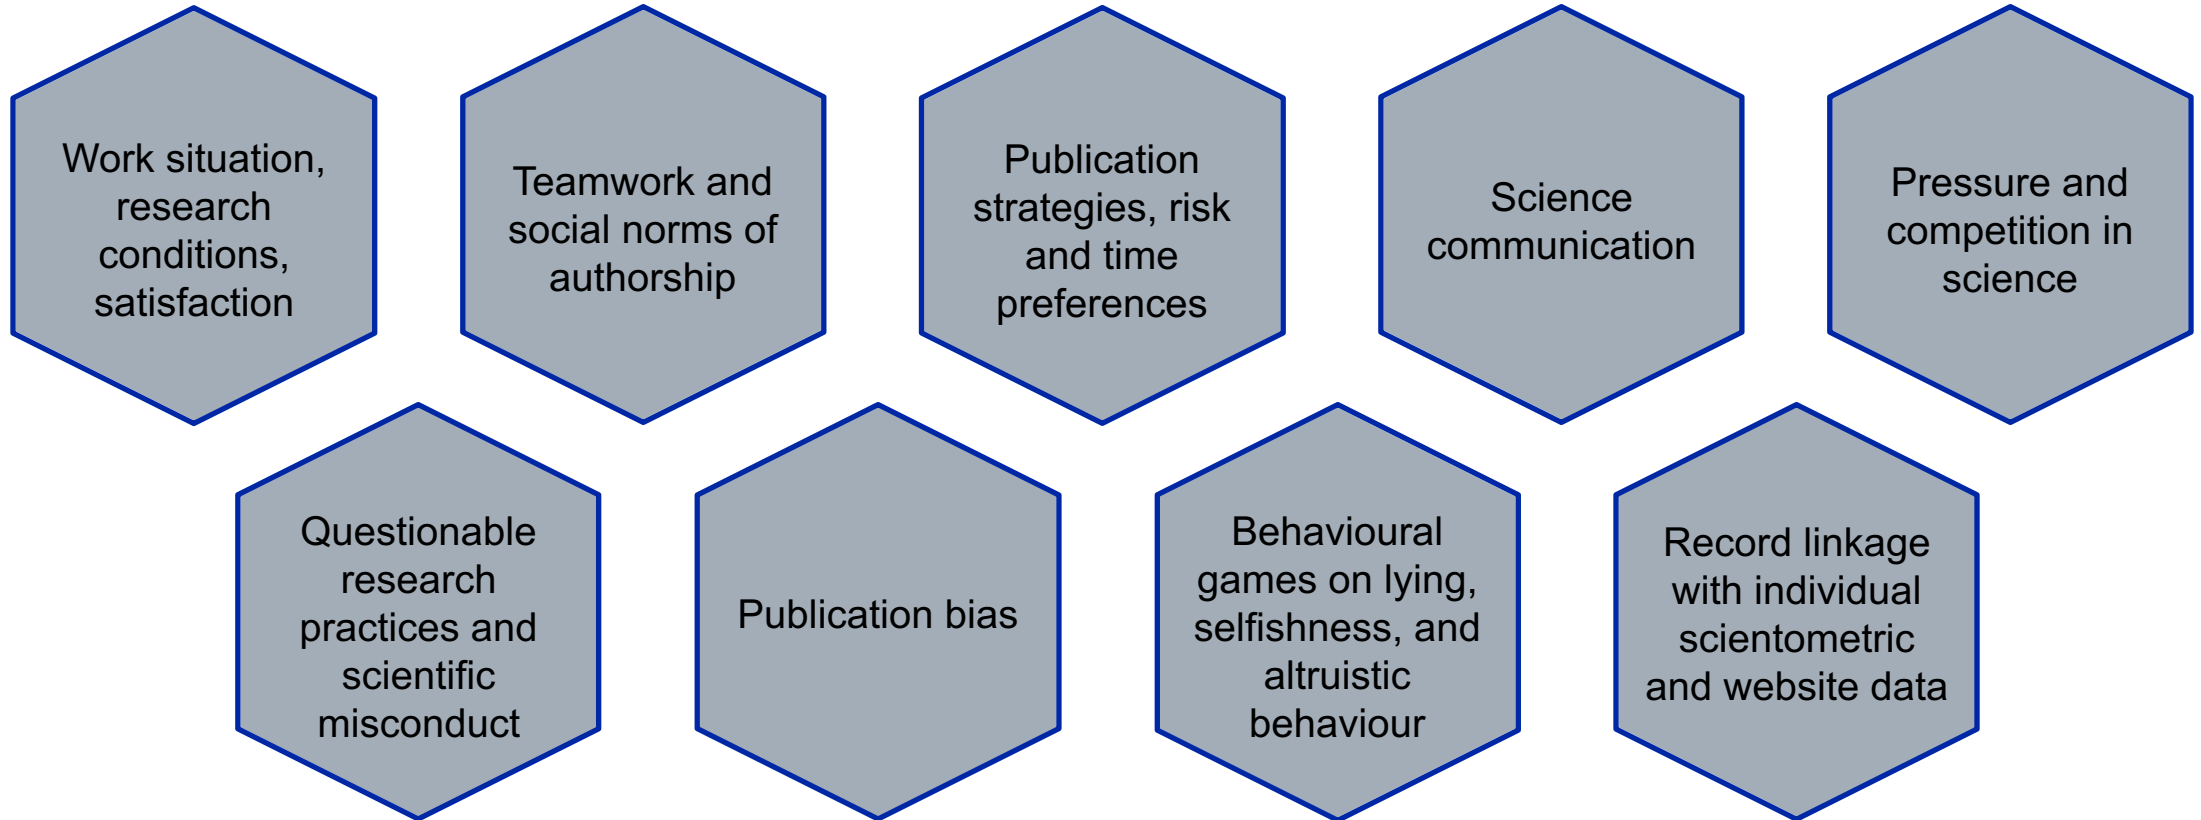 Work situation,
research
conditions,
satisfaction
Teamwork and
social norms of
authorship
Publication
strategies, risk
and time
preferences
Science
communication
Pressure and
competition in
science
Questionable
research
practices and
scientific
misconduct
Publication bias
Behavioural
games on lying,
selfishness, and
altruistic
behaviour
Record linkage
with individual
scientometric
and website data